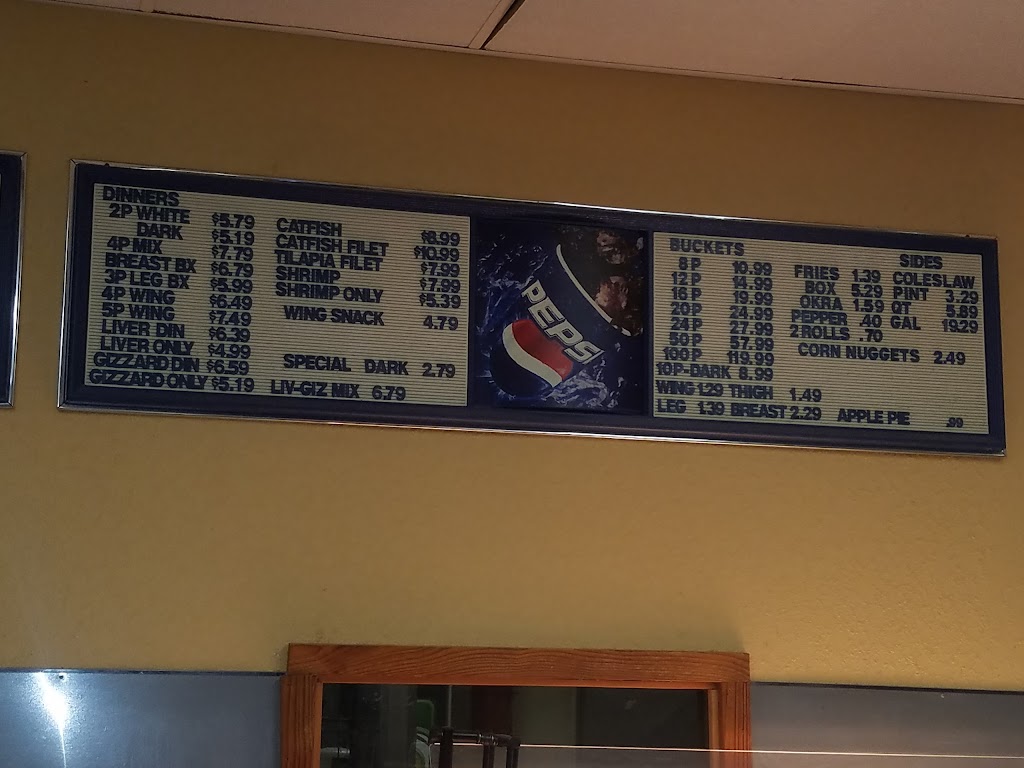 DINNERS
2P WHITE $5.79
DARK $5.19
4P MIX $7.79
BREAST BX $6.79
3P LEG BX $5.99
4P WING $6.49
5P WING $7.49
LIVER DIN $6.39
LIVER ONLY $4.99
GIZZARD DIN $6.59
GIZZARD ONLY $5.19
CATFISH $8.99
CATFISH FILET $10.99
TILAPIA FILET $7.99
SHRIMP $7.99
SHRIMP ONLY $5.39
WING SNACK 4.79
SPECIAL DARK 2.79
LIV-GIZ MIX 6.79
PEPSI
BUCKETS
8 P 10.99
12 P 14.99
16 P 19.99
20P 24.99
24 P 27.99
50 P 57.99
100 P 119.99
10P-DARK 8.99
WING 1.29 THIGH 1.49
LEG 1.39 BREAST 2.29 APPLE PIE .99
SIDES
FRIES 1.39 COLESLAW
BOX 5.29 PINT 3.29
OKRA 1.59 QT 5.89
PEPPER .40 GAL 19.29
2 ROLLS .70
CORN NUGGETS 2.49